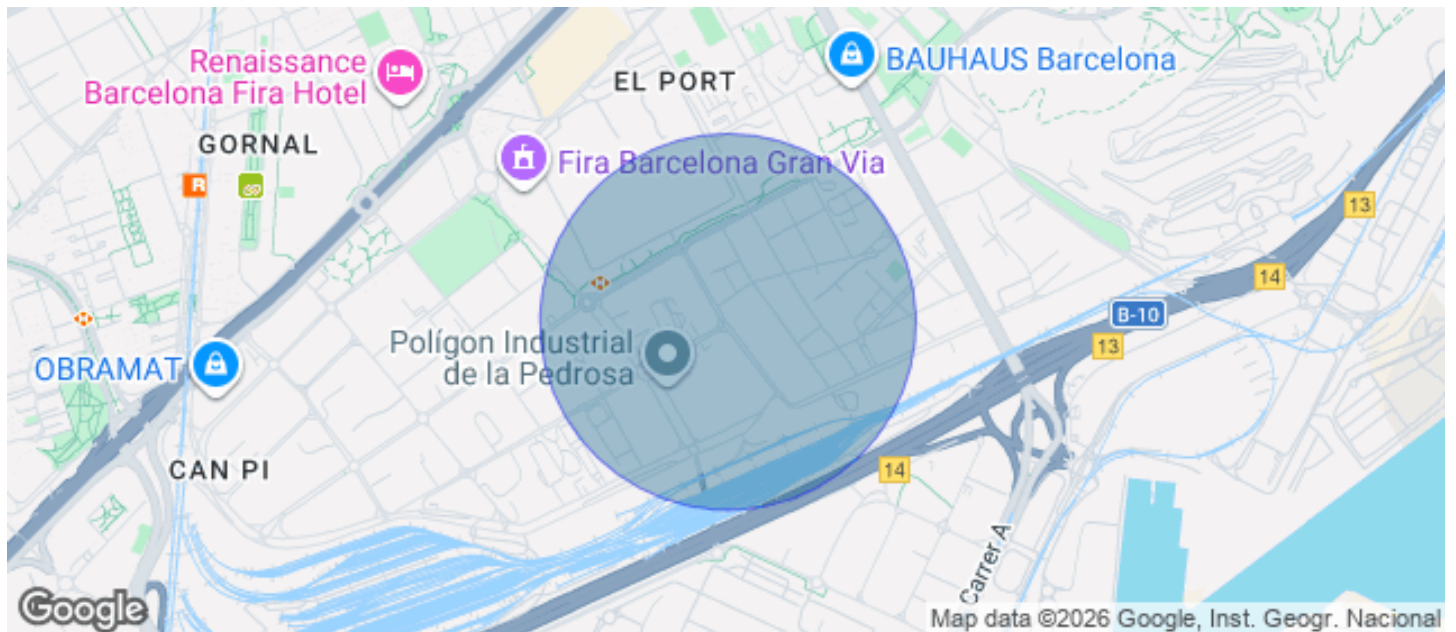 Renaissance
Barcelona Fira Hotel
EL PORT
BAUHAUS Barcelona
GORNAL
Fira Barcelona Gran Via
R
13
14
B-10
13
Polígon Industrial
de la Pedrosa
OBRAMAT
CAN PI
14
Carrer A
Google
Map data ©2026 Google, Inst. Geogr. Nacional